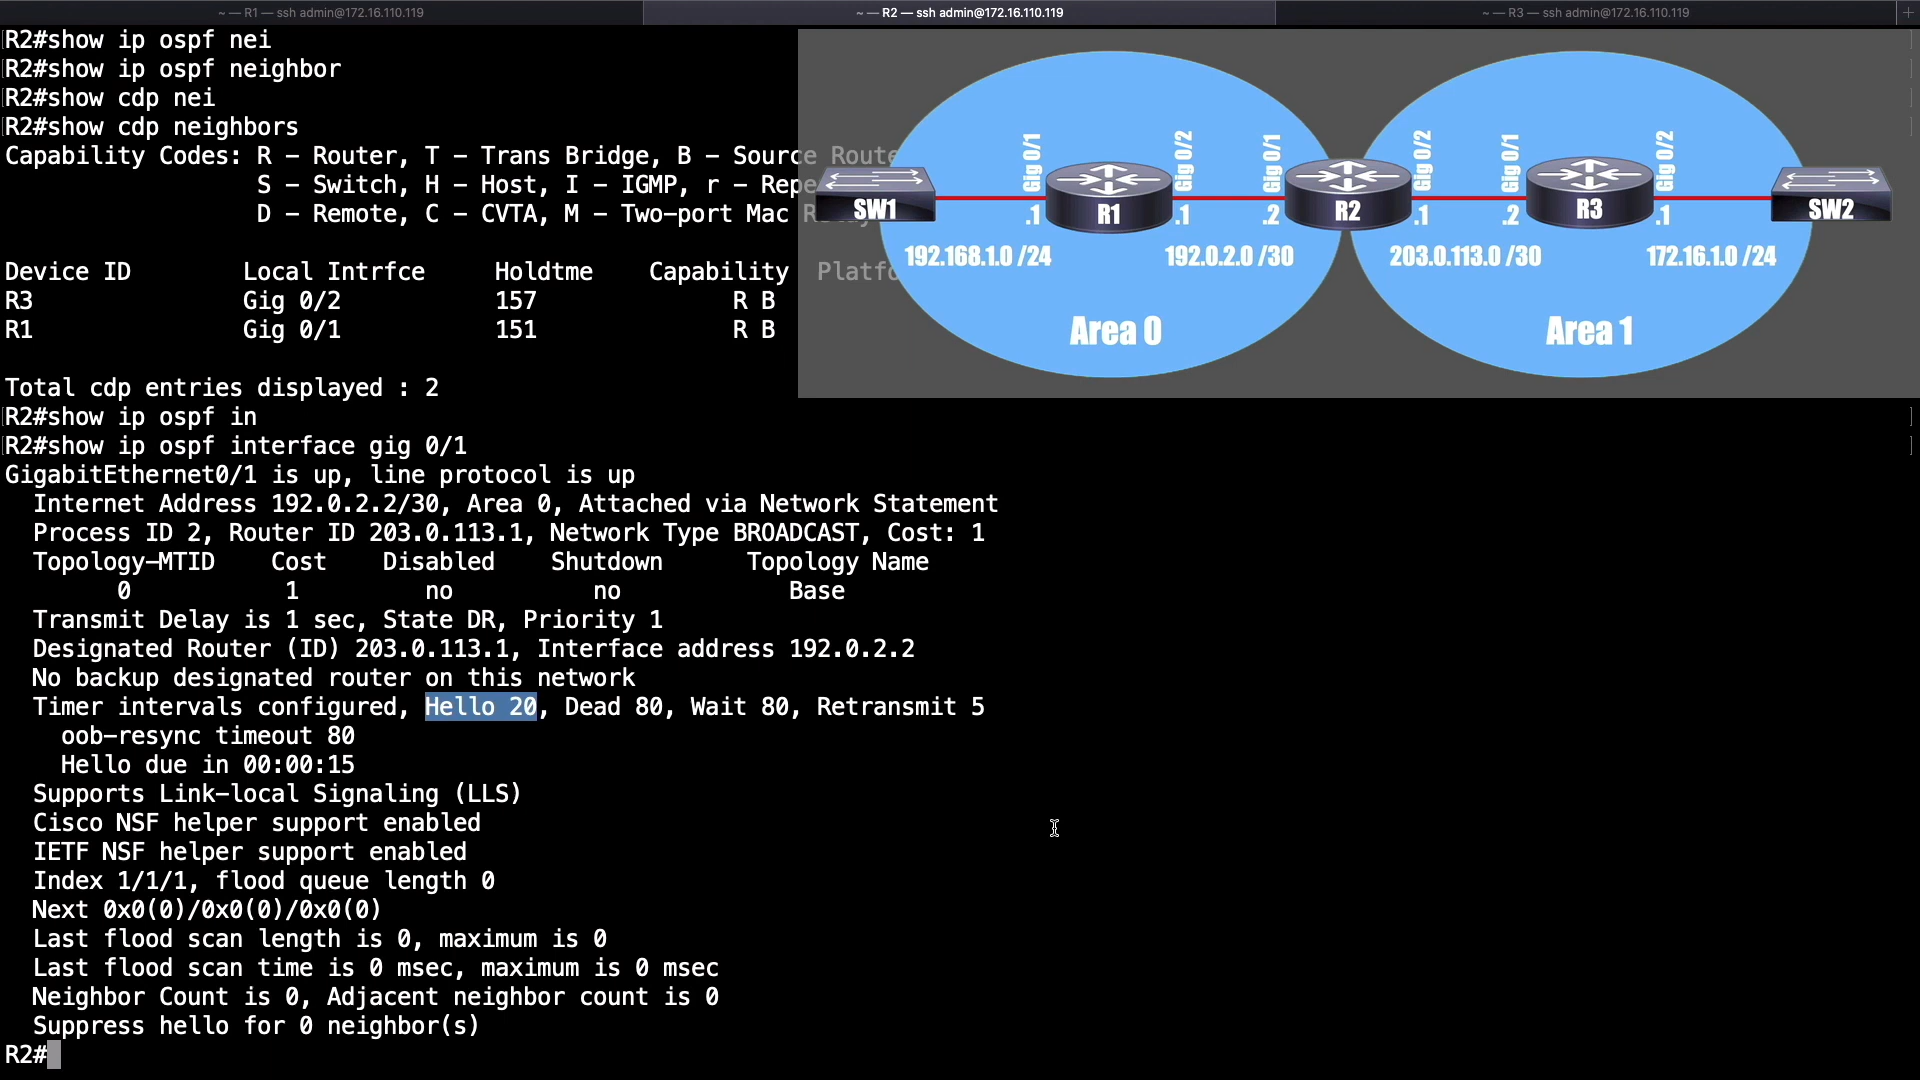 ~ — R1 — ssh admin@172.16.110.119
~ — R2 — ssh admin@172.16.110.119
~ — R3 — ssh admin@172.16.110.119
R2#show ip ospf nei
R2#show ip ospf neighbor
R2#show cdp nei
R2#show cdp neighbors
Capability Codes: R - Router, T - Trans Bridge, B - Source Route
S - Switch, H - Host, I - IGMP, r - Repe
D - Remote, C - CVTA, M - Two-port Mac
Device ID Local Intrfce Holdtme Capability Platfo
R3 Gig 0/2 157 R B
R1 Gig 0/1 151 R B
Total cdp entries displayed : 2
R2#show ip ospf in
R2#show ip ospf interface gig 0/1
GigabitEthernet0/1 is up, line protocol is up
Internet Address 192.0.2.2/30, Area 0, Attached via Network Statement
Process ID 2, Router ID 203.0.113.1, Network Type BROADCAST, Cost: 1
Topology-MTID Cost Disabled Shutdown Topology Name
0 1 no no Base
Transmit Delay is 1 sec, State DR, Priority 1
Designated Router (ID) 203.0.113.1, Interface address 192.0.2.2
No backup designated router on this network
Timer intervals configured, Hello 20, Dead 80, Wait 80, Retransmit 5
oob-resync timeout 80
Hello due in 00:00:15
Supports Link-local Signaling (LLS)
Cisco NSF helper support enabled
IETF NSF helper support enabled
Index 1/1/1, flood queue length 0
Next 0x0(0)/0x0(0)/0x0(0)
Last flood scan length is 0, maximum is 0
Last flood scan time is 0 msec, maximum is 0 msec
Neighbor Count is 0, Adjacent neighbor count is 0
Suppress hello for 0 neighbor(s)
R2#
Gig 0/1 Gig 0/2 Gig 0/1 Gig 0/2 Gig 0/1 Gig 0/2
SW1 .1 R1 .1 .2 R2 .1 .2 R3 .1 SW2
192.168.1.0 /24 192.0.2.0 /30 203.0.113.0 /30 172.16.1.0 /24
Area 0 Area 1